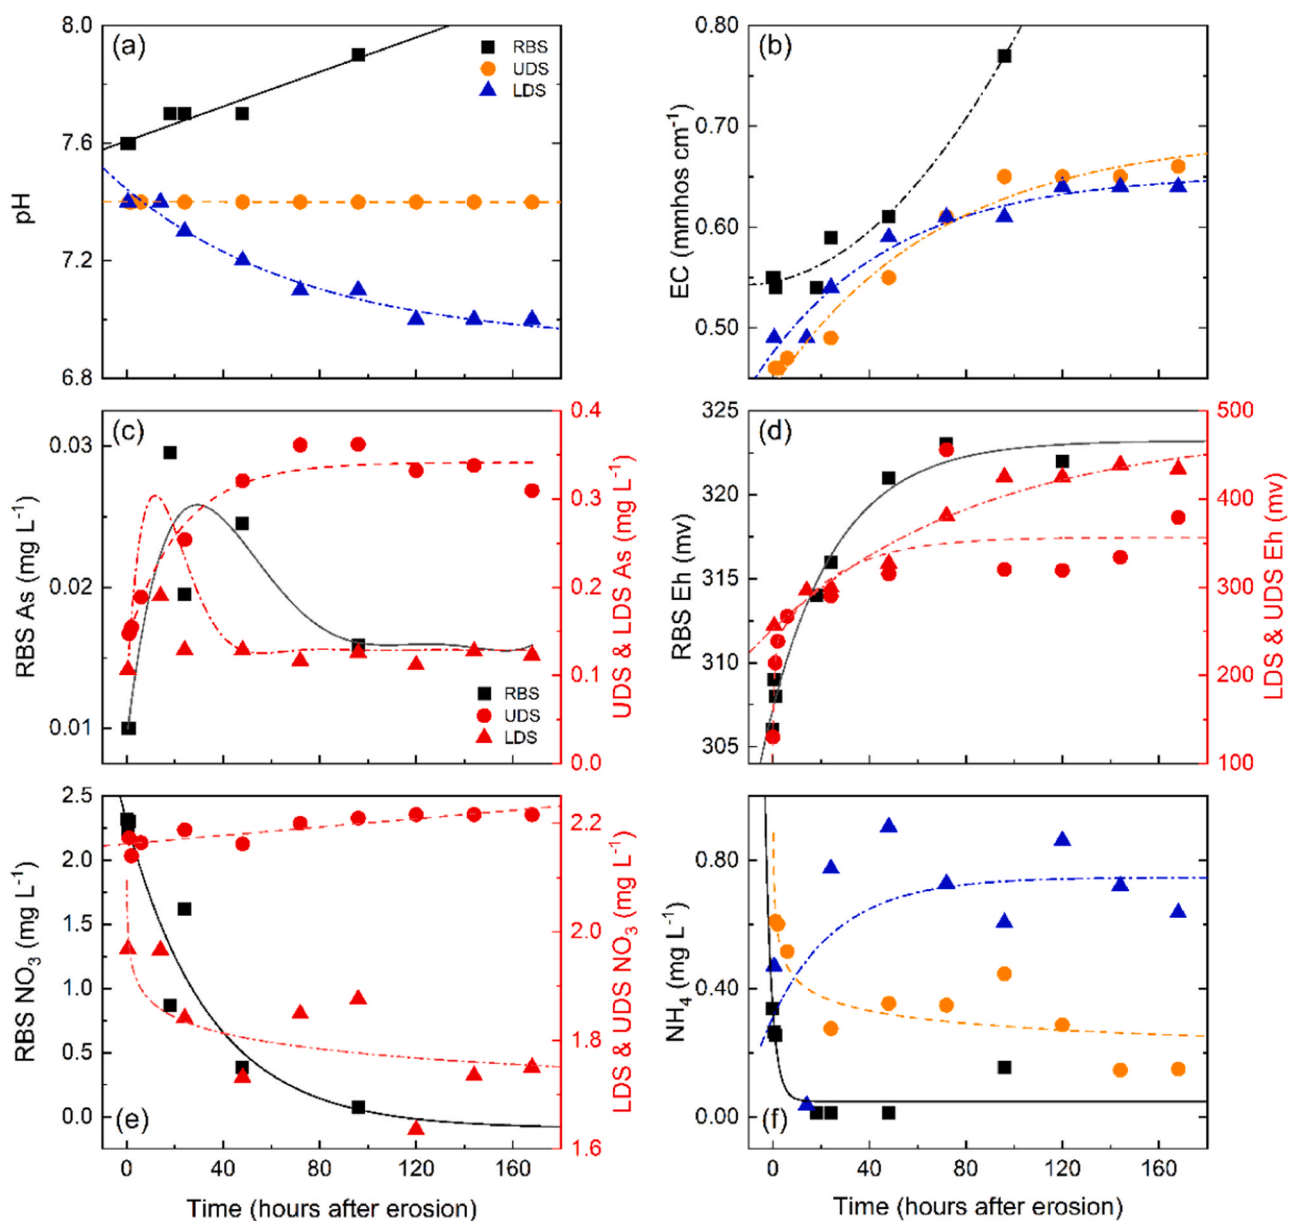 (a)
RBS
UDS
LDS
8.0
7.6
7.2
6.8
pH
(b)
0.80
0.70
0.60
0.50
EC (mmhos cm⁻¹)
(c)
0.03
0.02
0.01
RBS As (mg L⁻¹)
0.4
0.3
0.2
0.1
0.0
UDS & LDS As (mg L⁻¹)
RBS
UDS
LDS
(d)
325
320
315
310
305
RBS Eh (mv)
500
400
300
200
100
LDS & UDS Eh (mv)
(e)
2.5
2.0
1.5
1.0
0.5
0.0
RBS NO₃ (mg L⁻¹)
2.2
2.0
1.8
1.6
LDS & UDS NO₃ (mg L⁻¹)
0 40 80 120 160
Time (hours after erosion)
(f)
0.80
0.40
0.00
NH₄ (mg L⁻¹)
0 40 80 120 160
Time (hours after erosion)